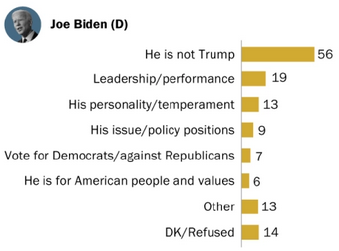 Joe Biden (D)
He is not Trump 56
Leadership/performance 19
His personality/temperament 13
His issue/policy positions 9
Vote for Democrats/against Republicans 7
He is for American people and values 6
Other 13
DK/Refused 14